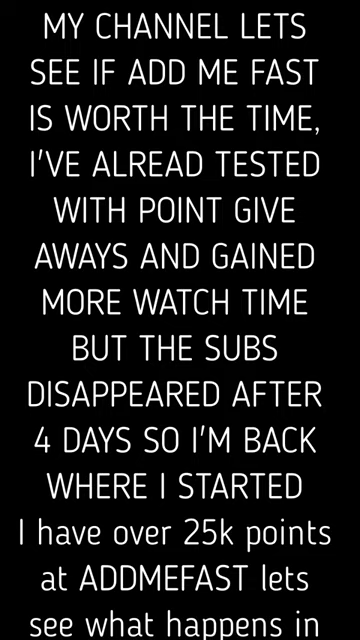 MY CHANNEL LETS
SEE IF ADD ME FAST
IS WORTH THE TIME,
I'VE ALREAD TESTED
WITH POINT GIVE
AWAYS AND GAINED
MORE WATCH TIME
BUT THE SUBS
DISAPPEARED AFTER
4 DAYS SO I'M BACK
WHERE I STARTED
I have over 25k points
at ADDMEFAST lets
see what happens in